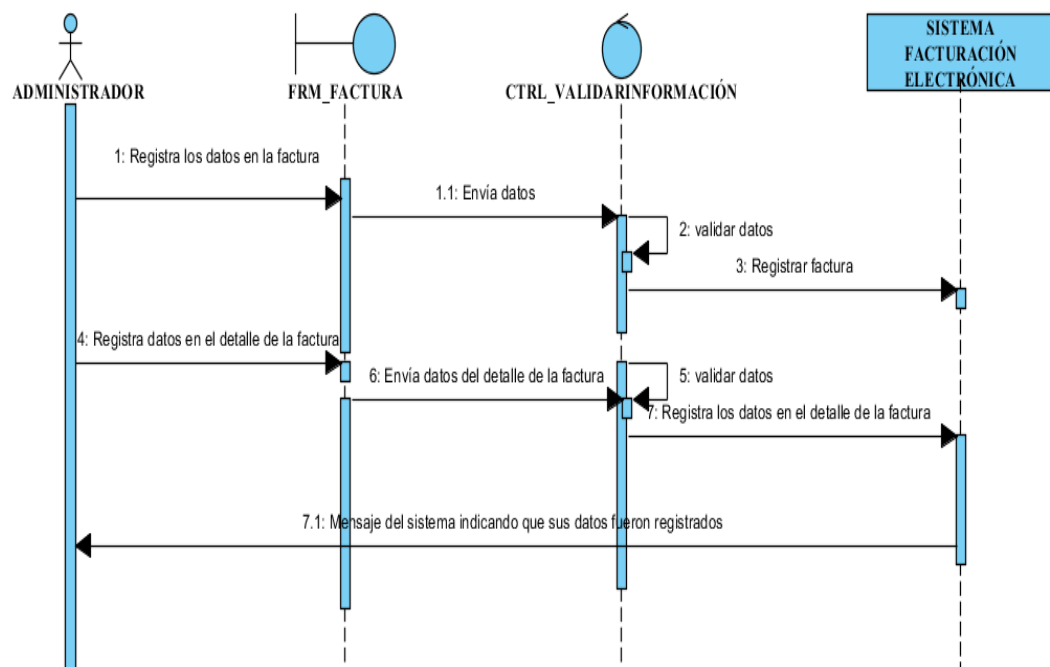 ADMINISTRADOR
FRM_FACTURA
CTRL_VALIDARINFORMACIÓN
SISTEMA
FACTURACIÓN
ELECTRÓNICA
1: Registra los datos en la factura
1.1: Envía datos
2: validar datos
3: Registrar factura
4: Registra datos en el detalle de la factura
6: Envía datos del detalle de la factura
5: validar datos
7: Registra los datos en el detalle de la factura
7.1: Mensaje del sistema indicando que sus datos fueron registrados